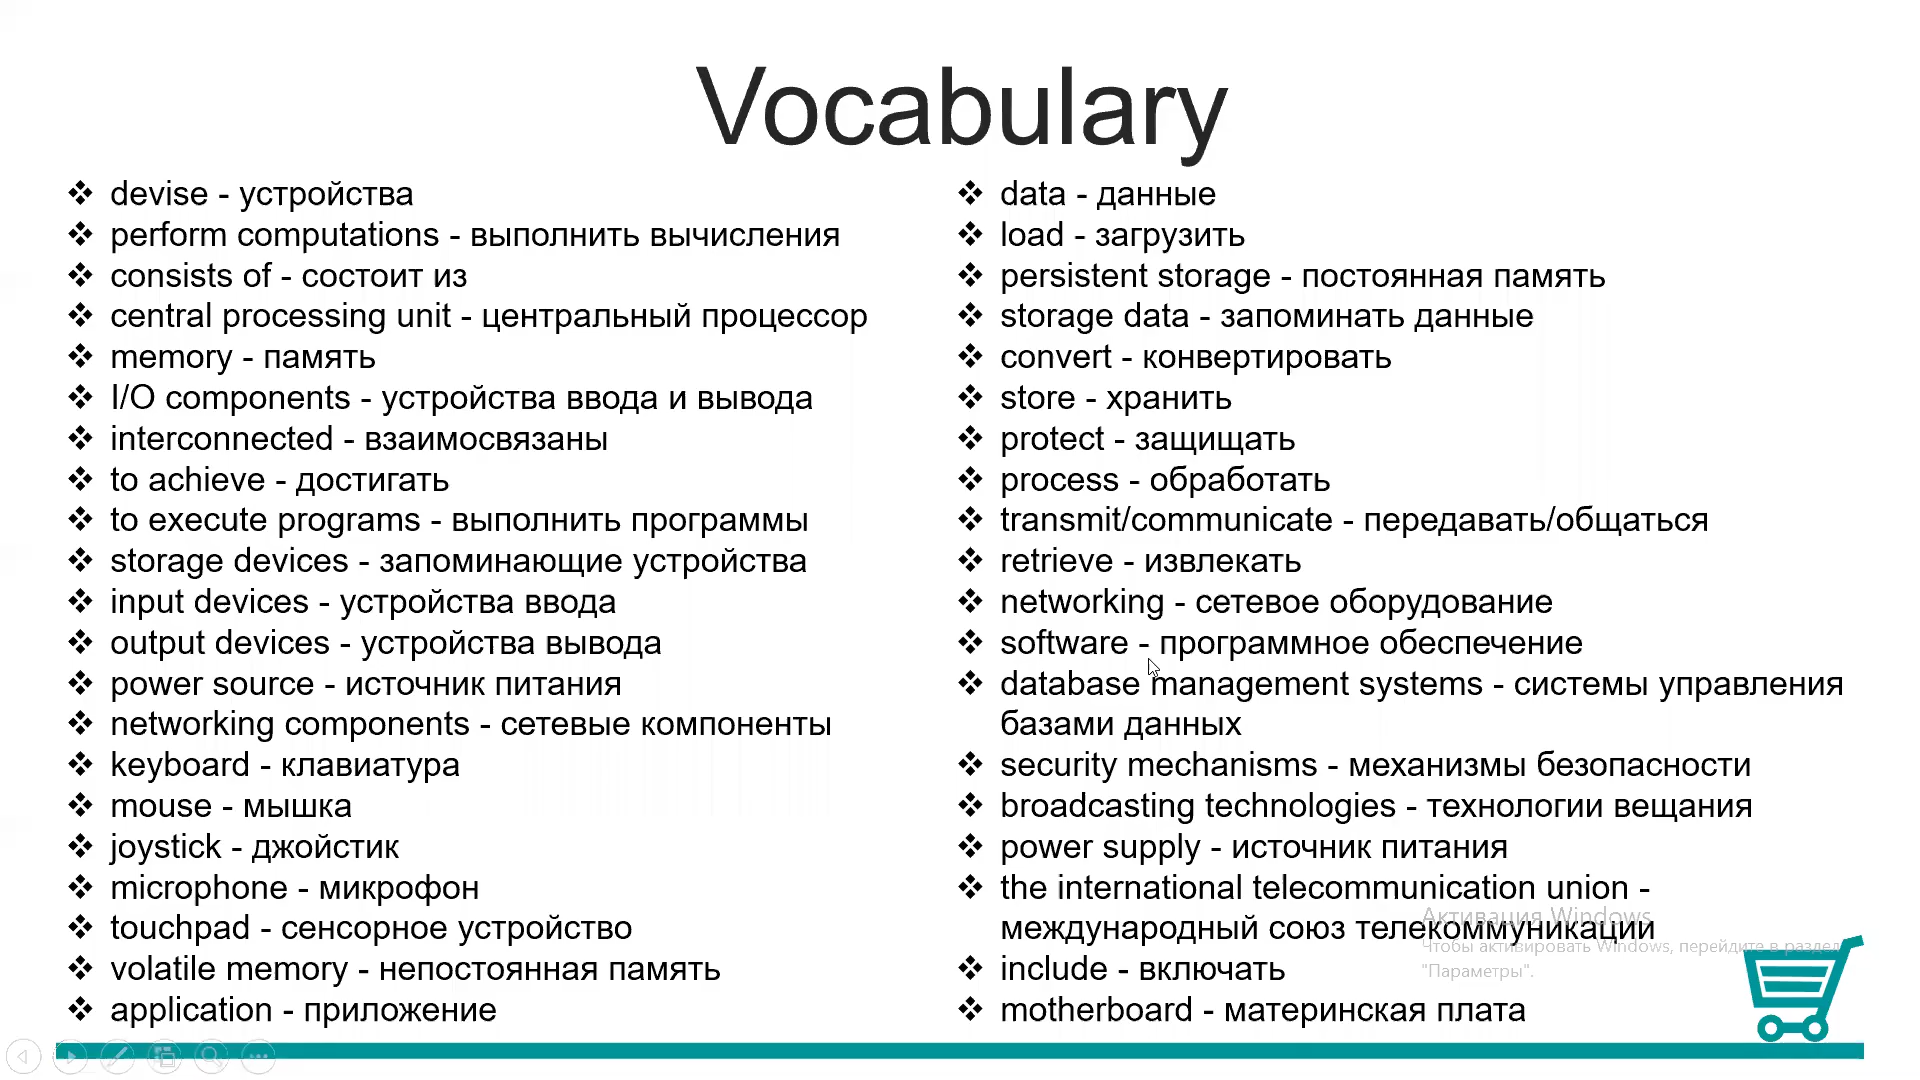 Vocabulary
❖ devise - устройства
❖ perform computations - выполнить вычисления
❖ consists of - состоит из
❖ central processing unit - центральный процессор
❖ memory - память
❖ I/O components - устройства ввода и вывода
❖ interconnected - взаимосвязаны
❖ to achieve - достигать
❖ to execute programs - выполнить программы
❖ storage devices - запоминающие устройства
❖ input devices - устройства ввода
❖ output devices - устройства вывода
❖ power source - источник питания
❖ networking components - сетевые компоненты
❖ keyboard - клавиатура
❖ mouse - мышка
❖ joystick - джойстик
❖ microphone - микрофон
❖ touchpad - сенсорное устройство
❖ volatile memory - непостоянная память
❖ application - приложение
❖ data - данные
❖ load - загрузить
❖ persistent storage - постоянная память
❖ storage data - запоминать данные
❖ convert - конвертировать
❖ store - хранить
❖ protect - защищать
❖ process - обработать
❖ transmit/communicate - передавать/общаться
❖ retrieve - извлекать
❖ networking - сетевое оборудование
❖ software - программное обеспечение
❖ database management systems - системы управления
базами данных
❖ security mechanisms - механизмы безопасности
❖ broadcasting technologies - технологии вещания
❖ power supply - источник питания
❖ the international telecommunication union -
международный союз телекоммуникации
❖ include - включать
❖ motherboard - материнская плата
Активация Windows
Чтобы активировать Windows, перейдите в раздел
"Параметры".